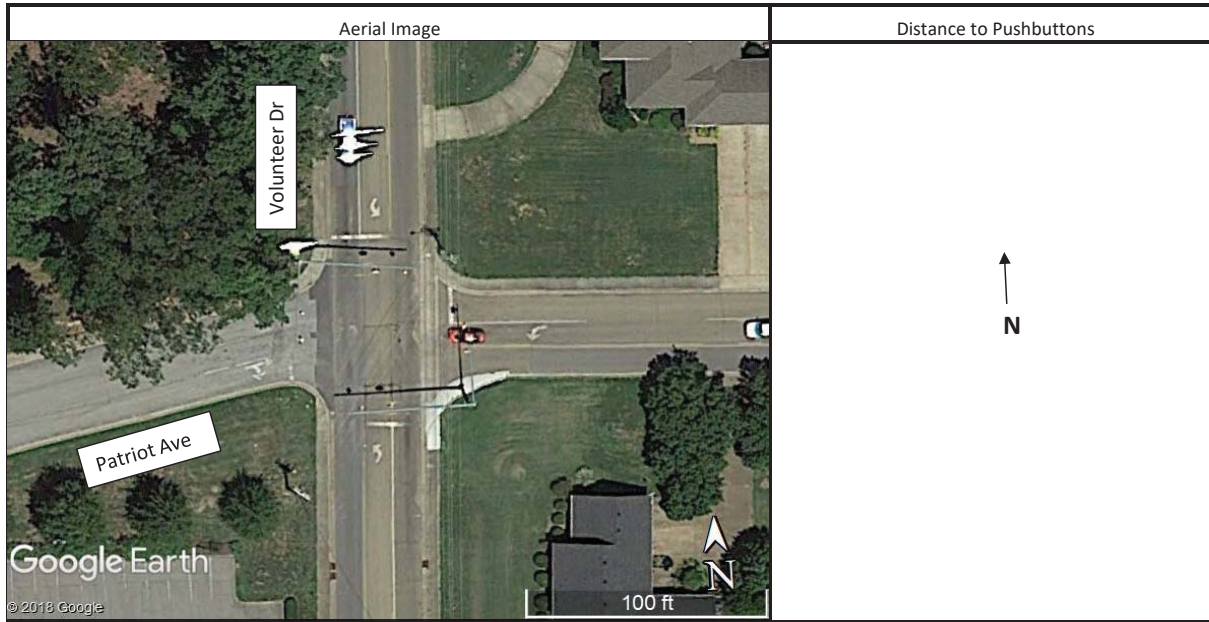 Aerial Image
Distance to Pushbuttons
Volunteer Dr
N
Patriot Ave
Google Earth
N
100 ft
© 2018 Google